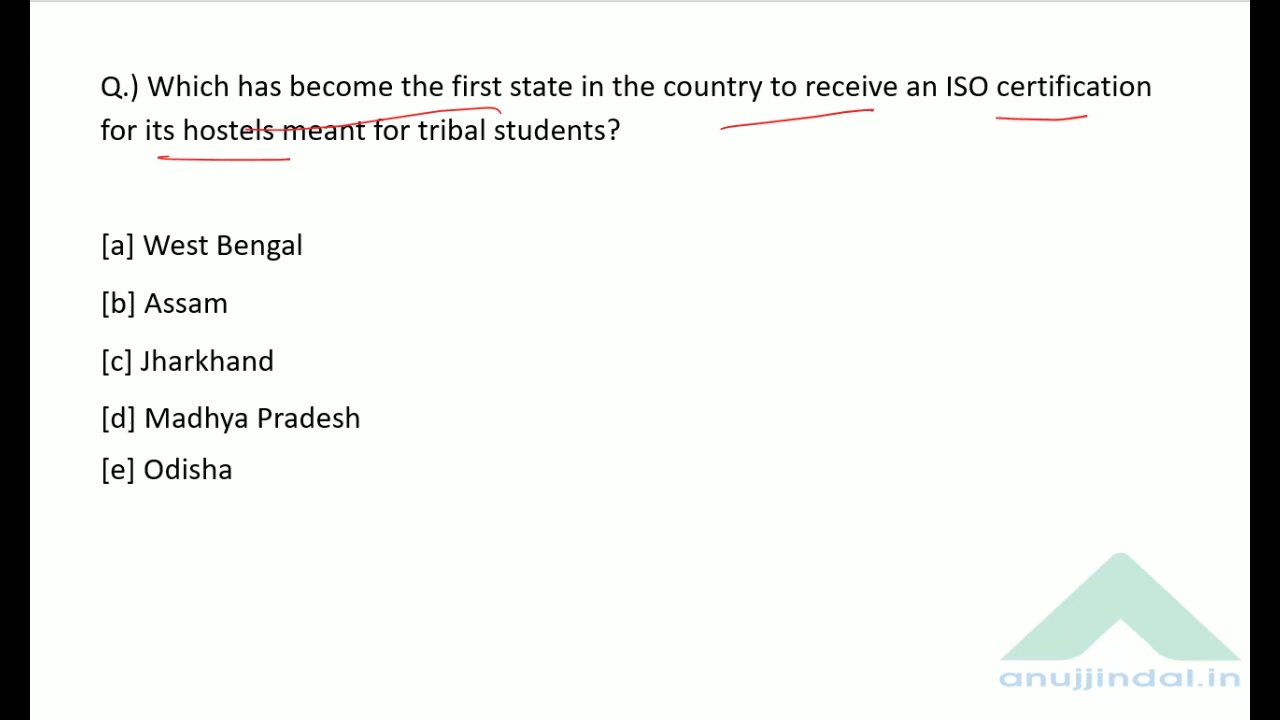 Q.) Which has become the first state in the country to receive an ISO certification
for its hostels meant for tribal students?
[a] West Bengal
[b] Assam
[c] Jharkhand
[d] Madhya Pradesh
[e] Odisha
anujjindal.in